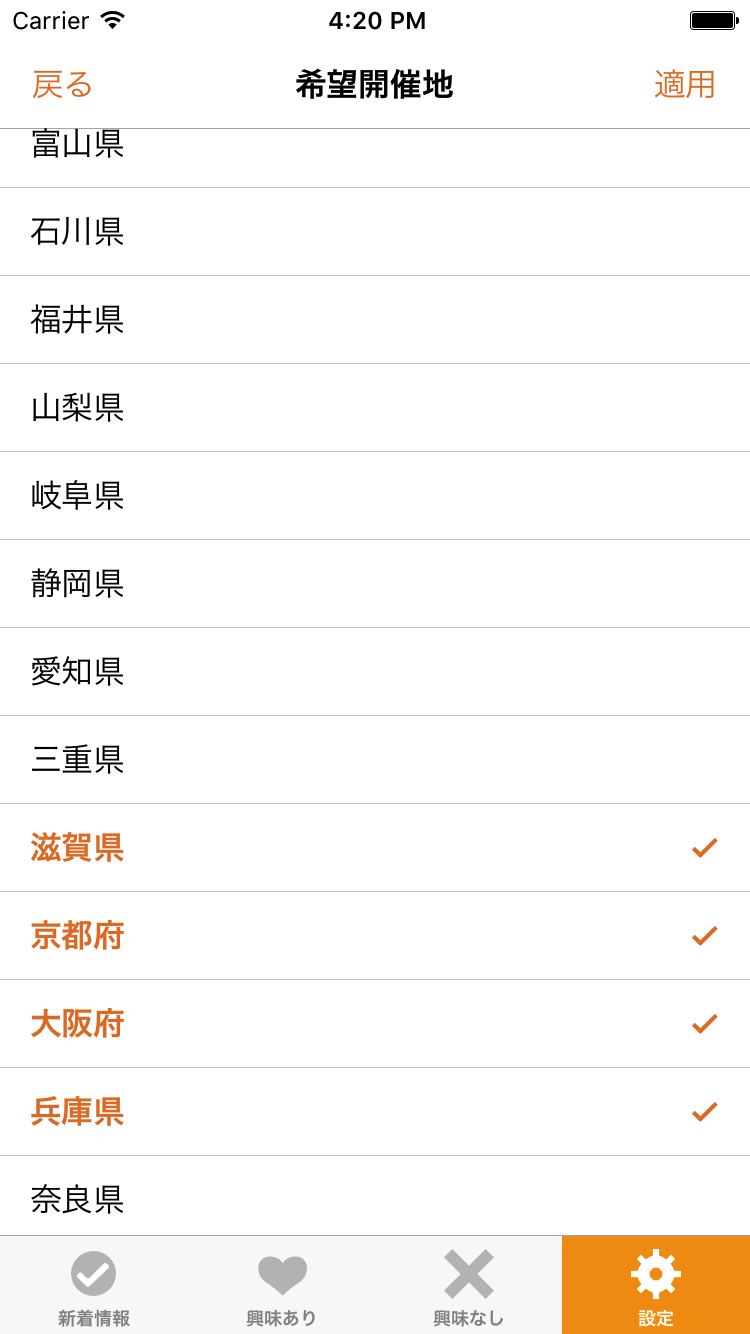 Carrier 4:20 PM
戻る 希望開催地 適用
富山県
石川県
福井県
山梨県
岐阜県
静岡県
愛知県
三重県
滋賀県
京都府
大阪府
兵庫県
奈良県
新着情報 興味あり 興味なし 設定